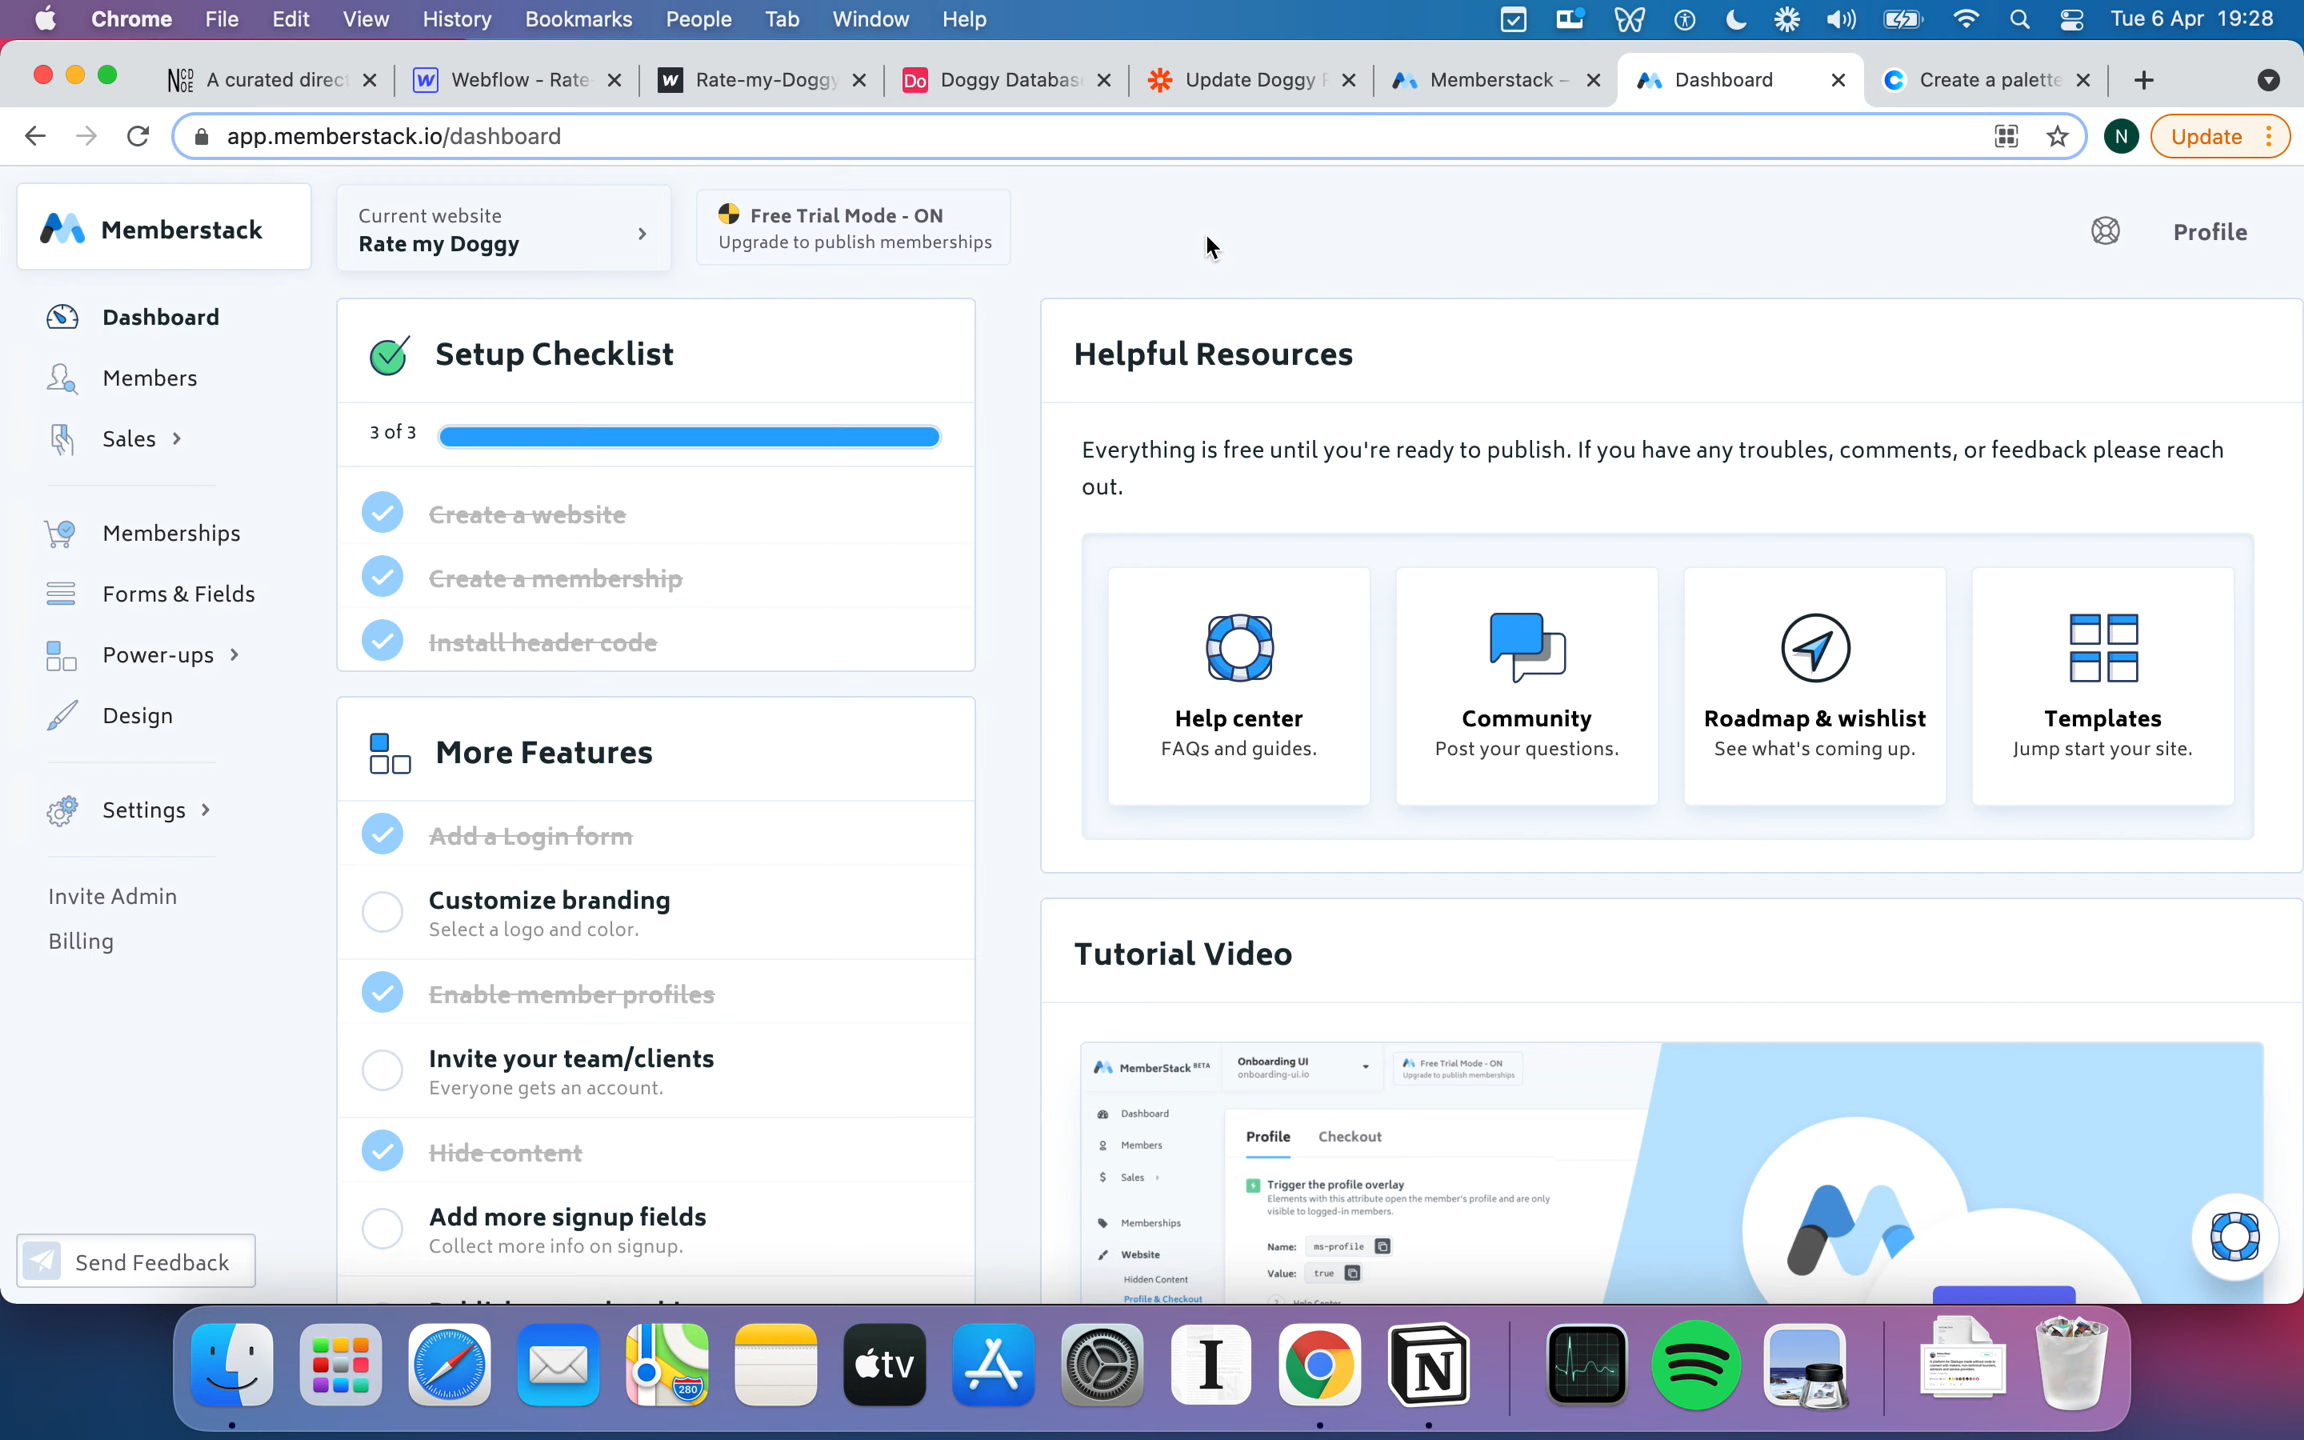 Chrome File Edit View History Bookmarks People Tab Window Help
Tue 6 Apr 19:28
NCDE
NOE
A curated direc
Webflow - Rate-
Rate-my-Doggy
Do
Doggy Databas
Update Doggy
Memberstack –
Dashboard
Create a palette
app.memberstack.io/dashboard
N
Update
Memberstack
Current website
Rate my Doggy
Free Trial Mode - ON
Upgrade to publish memberships
Profile
Dashboard
Members
Sales
Memberships
Forms & Fields
Power-ups
Design
Settings
Invite Admin
Billing
Send Feedback
Setup Checklist
3 of 3
Create a website
Create a membership
Install header code
More Features
Add a Login form
Customize branding
Select a logo and color.
Enable member profiles
Invite your team/clients
Everyone gets an account.
Hide content
Add more signup fields
Collect more info on signup.
Helpful Resources
Everything is free until you're ready to publish. If you have any troubles, comments, or feedback please reach
out.
Help center
FAQs and guides.
Community
Post your questions.
Roadmap & wishlist
See what's coming up.
Templates
Jump start your site.
Tutorial Video
MemberStack BETA
Onboarding UI
onboarding-ui.io
Free Trial Mode - ON
Upgrade to publish memberships
Dashboard
Members
Sales
Memberships
Website
Hidden Content
Profile & Checkout
Profile Checkout
Trigger the profile overlay
Elements with this attribute open the member's profile and are only
visible to logged-in members.
Name: ms-profile
Value: true
Help Center
tv
280